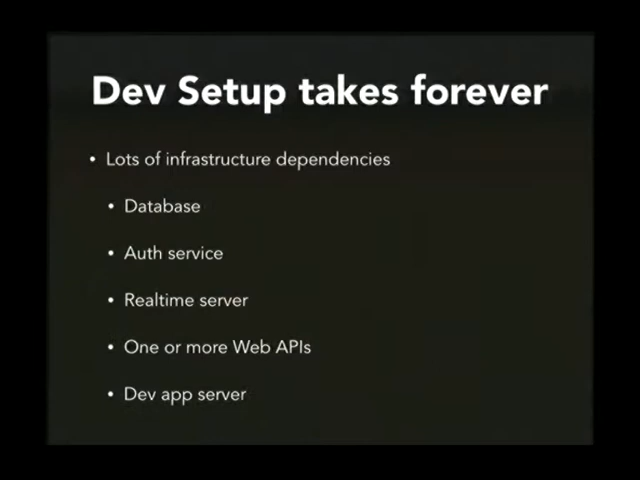 Dev Setup takes forever
• Lots of infrastructure dependencies
• Database
• Auth service
• Realtime server
• One or more Web APIs
• Dev app server